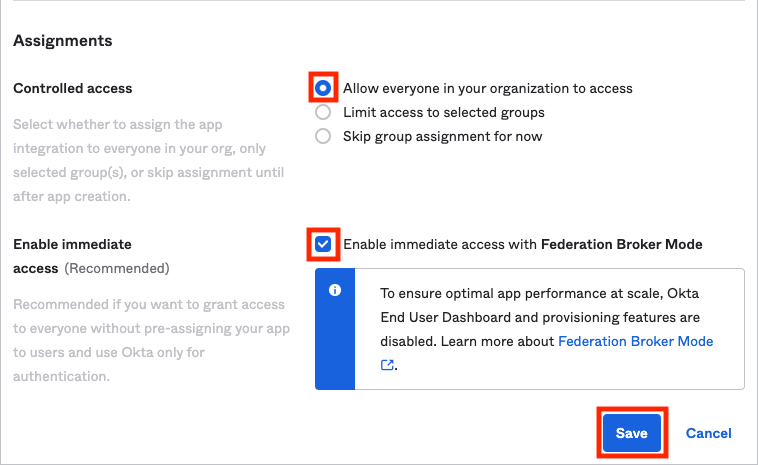 Assignments
Controlled access
Allow everyone in your organization to access
Limit access to selected groups
Skip group assignment for now
Select whether to assign the app
integration to everyone in your org, only
selected group(s), or skip assignment until
after app creation.
Enable immediate
access (Recommended)
Enable immediate access with Federation Broker Mode
Recommended if you want to grant access
to everyone without pre-assigning your app
to users and use Okta only for
authentication.
To ensure optimal app performance at scale, Okta
End User Dashboard and provisioning features are
disabled. Learn more about Federation Broker Mode
.
Save
Cancel